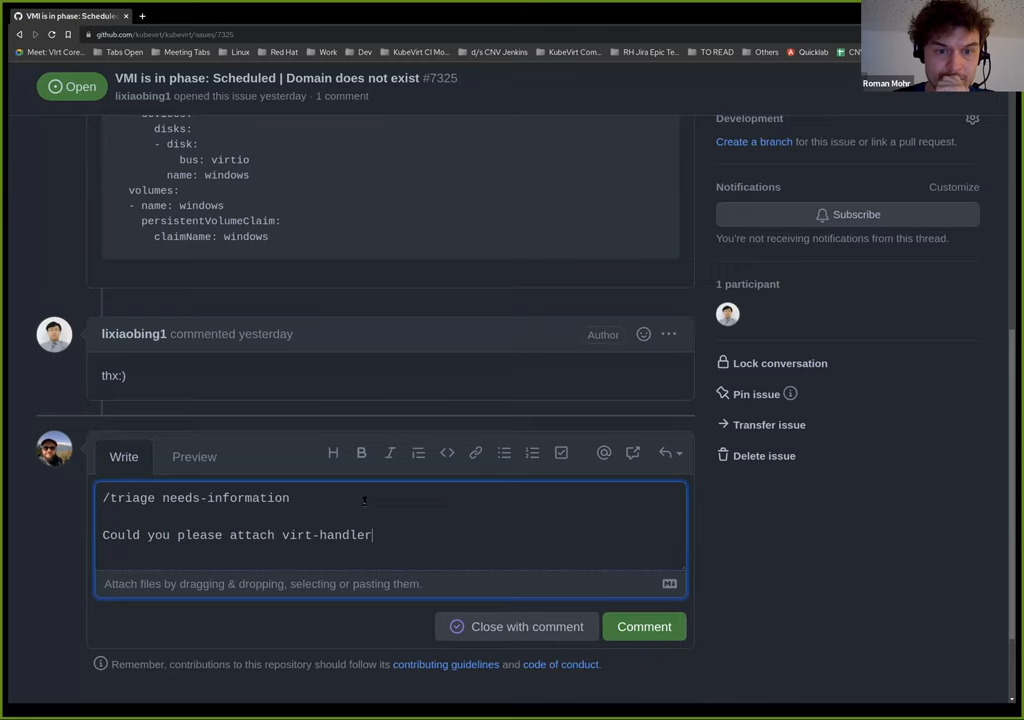 VMI is in phase: Schedule
github.com/kubevirt/kubevirt/issues/7325
Meet: VIrt Core...
Tabs Open
Meeting Tabs
Linux
Red Hat
Work
Dev
KubeVirt CI Mo...
d/s CNV Jenkins
KubeVirt Com...
RH Jira Epic Te...
TO READ
Others
Quicklab
CNV
Roman Mohr
Open
VMI is in phase: Scheduled | Domain does not exist #7325
lixiaobing1 opened this issue yesterday · 1 comment
disks:
- disk:
bus: virtio
name: windows
volumes:
- name: windows
persistentVolumeClaim:
claimName: windows
Development
Create a branch for this issue or link a pull request.
Notifications
Customize
Subscribe
You're not receiving notifications from this thread.
1 participant
Lock conversation
Pin issue
Transfer issue
Delete issue
lixiaobing1 commented yesterday
Author
thx:)
Write
Preview
/triage needs-information
Could you please attach virt-handler
Attach files by dragging & dropping, selecting or pasting them.
Close with comment
Comment
Remember, contributions to this repository should follow its contributing guidelines and code of conduct.